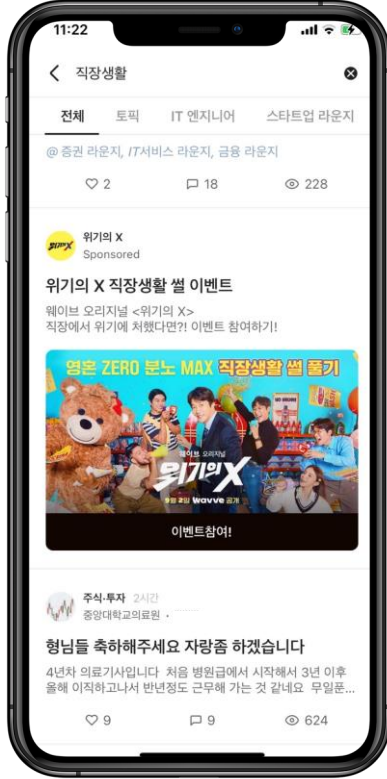 11:22
직장생활
전체 토픽 IT 엔지니어 스타트업 라운지
@ 증권 라운지, IT서비스 라운지, 금융 라운지
2 18 228
위기의X
위기의 X
Sponsored
위기의 X 직장생활 썰 이벤트
웨이브 오리지널 <위기의 X>
직장에서 위기에 처했다면?! 이벤트 참여하기!
영혼 ZERO 분노 MAX 직장생활 썰 풀기
웨이브 오리지널
위기의X
9월 2일 wavve 공개
이벤트참여!
주식·투자 2시간
중앙대학교의료원 ·
형님들 축하해주세요 자랑좀 하겠습니다
4년차 의료기사입니다 처음 병원급에서 시작해서 3년 이후
올해 이직하고나서 반년정도 근무해 가는 것 같네요 무일푼...
9 9 624